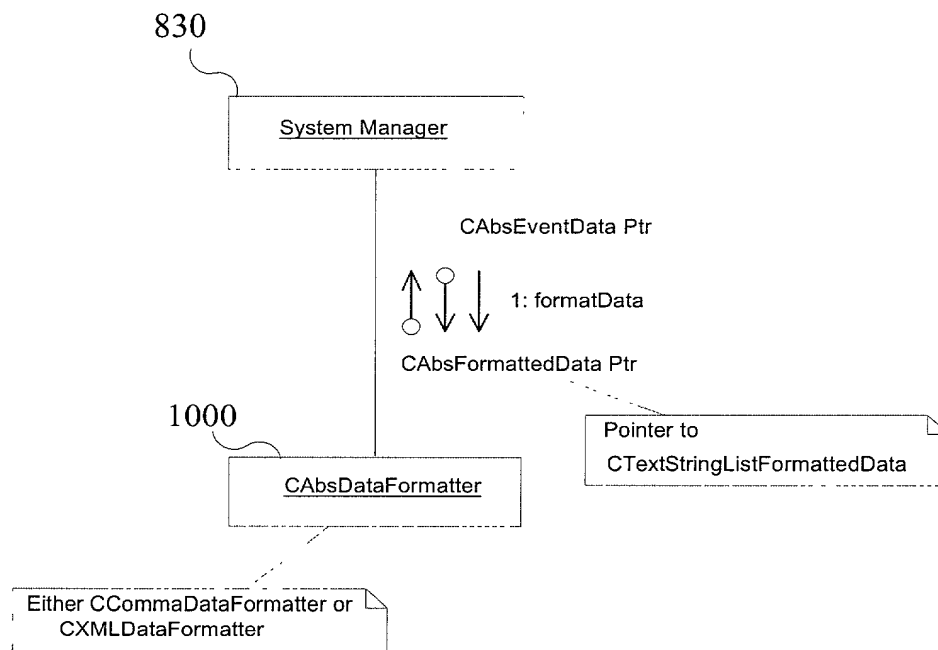 830
System Manager
CAbsEventData Ptr
1: formatData
CAbsFormattedData Ptr
1000
Pointer to
CTextStringListFormattedData
CAbsDataFormatter
Either CCommaDataFormatter or
CXMLDataFormatter